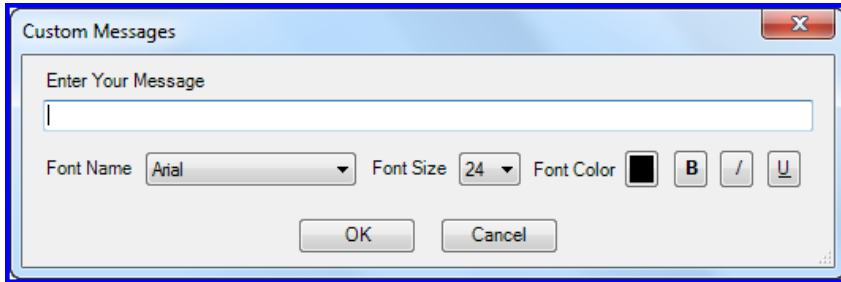 Custom Messages
Enter Your Message
Font Name Arial Font Size 24 Font Color B I U
OK Cancel